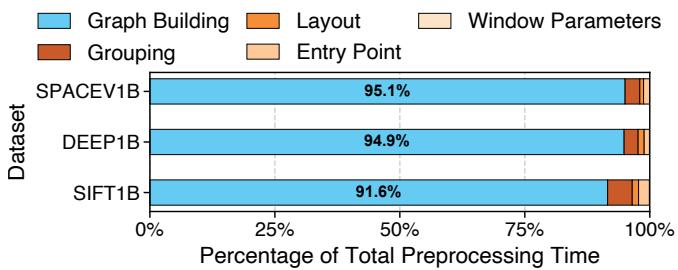 Graph Building Layout Window Parameters
Grouping Entry Point
SPACEV1B 95.1%
DEEP1B 94.9%
SIFT1B 91.6%
Dataset
0% 25% 50% 75% 100%
Percentage of Total Preprocessing Time